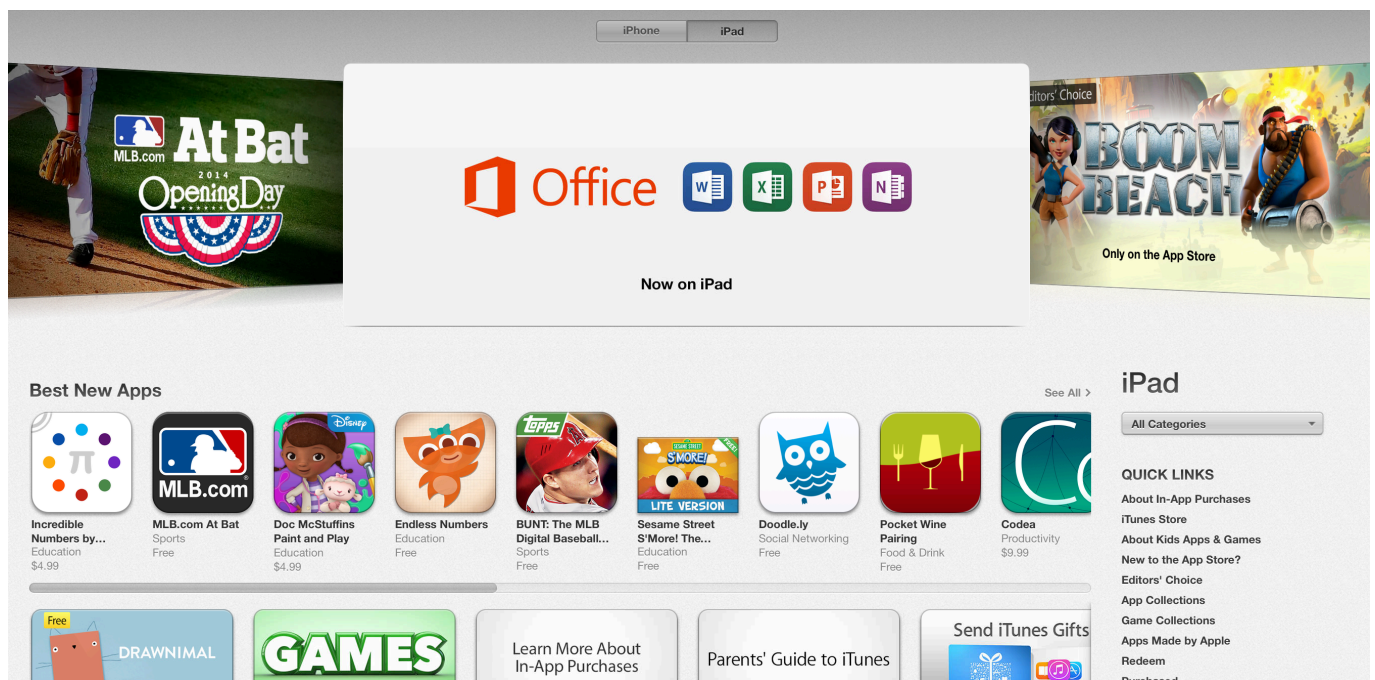 iPhone
iPad
MLB.com
At Bat
2014
Opening Day
Office
W
X
P
N
Now on iPad
Editors' Choice
BOOM
BEACH
Only on the App Store
Best New Apps
See All >
π
MLB.com
Disney
TOPPS
SESAME STREET
S'MORE!
FREE!
LITE VERSION
Incredible
Numbers by...
Education
$4.99
MLB.com At Bat
Sports
Free
Doc McStuffins
Paint and Play
Education
$4.99
Endless Numbers
Education
Free
BUNT: The MLB
Digital Baseball...
Sports
Free
Sesame Street
S'More! The...
Education
Free
Doodle.ly
Social Networking
Free
Pocket Wine
Pairing
Food & Drink
Free
Co
Codea
Productivity
$9.99
iPad
All Categories
QUICK LINKS
About In-App Purchases
iTunes Store
About Kids Apps & Games
New to the App Store?
Editors' Choice
App Collections
Game Collections
Apps Made by Apple
Redeem
Purchased
Free
DRAWNIMAL
GAMES
Learn More About
In-App Purchases
Parents' Guide to iTunes
Send iTunes Gifts